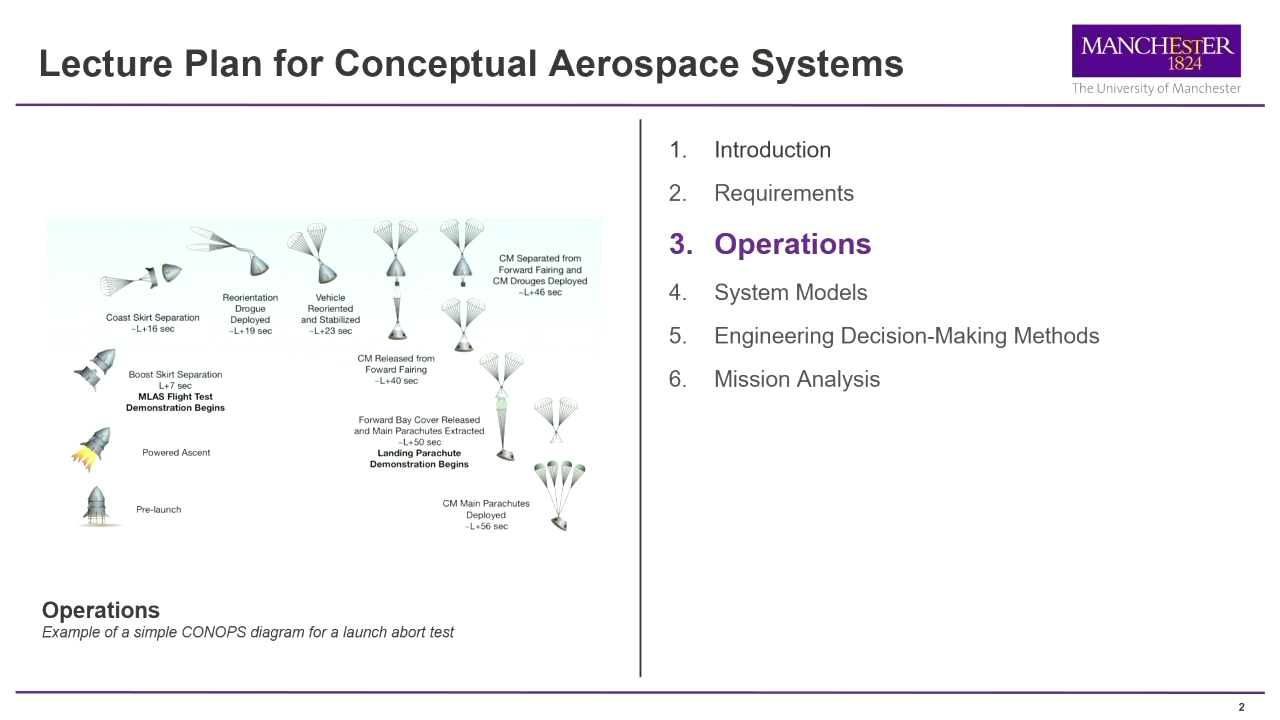 Lecture Plan for Conceptual Aerospace Systems
MANCHESTER
1824
The University of Manchester
CM Separated from
Forward Fairing and
CM Drouges Deployed
~L+46 sec
Reorientation
Drogue
Deployed
~L+19 sec
Vehicle
Reoriented
and Stabilized
~L+23 sec
Coast Skirt Separation
~L+16 sec
CM Released from
Foward Fairing
~L+40 sec
Boost Skirt Separation
L+7 sec
MLAS Flight Test
Demonstration Begins
Forward Bay Cover Released
and Main Parachutes Extracted
~L+50 sec
Landing Parachute
Demonstration Begins
Powered Ascent
CM Main Parachutes
Deployed
~L+56 sec
Pre-launch
Operations
Example of a simple CONOPS diagram for a launch abort test
1. Introduction
2. Requirements
3. Operations
4. System Models
5. Engineering Decision-Making Methods
6. Mission Analysis
2